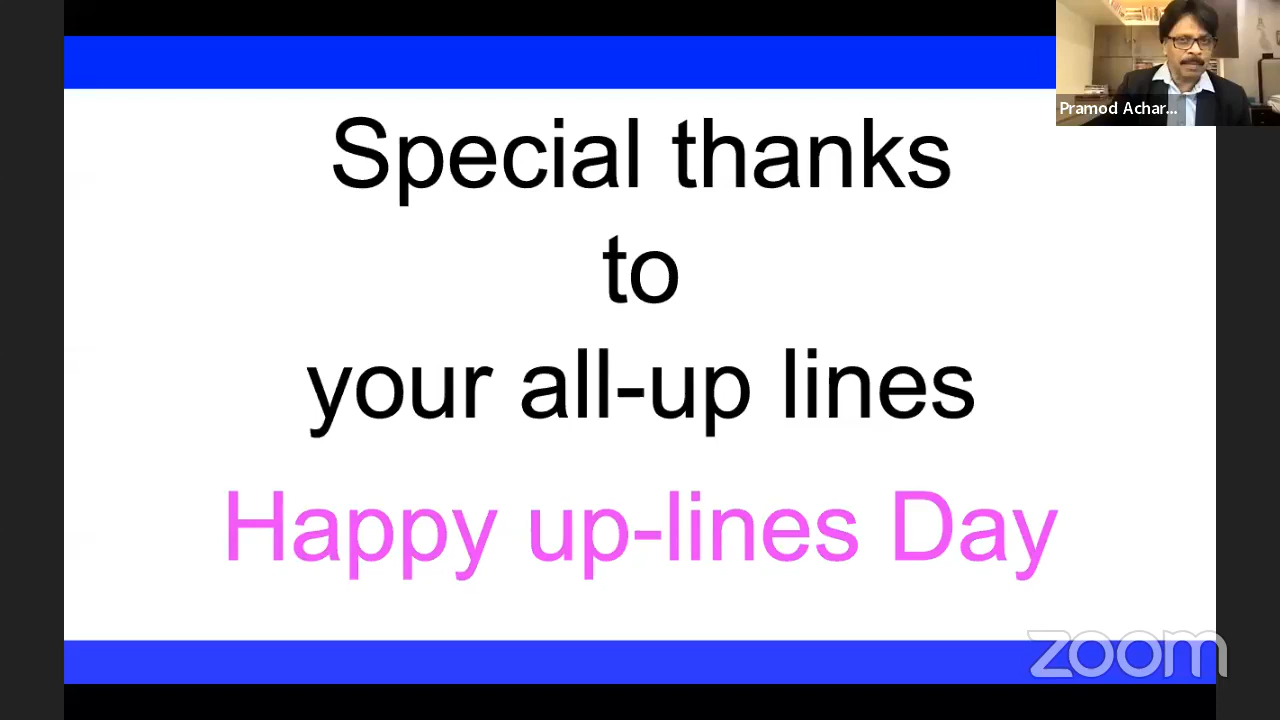 Special thanks
to
your all-up lines
Happy up-lines Day
Pramod Achar...
zoom